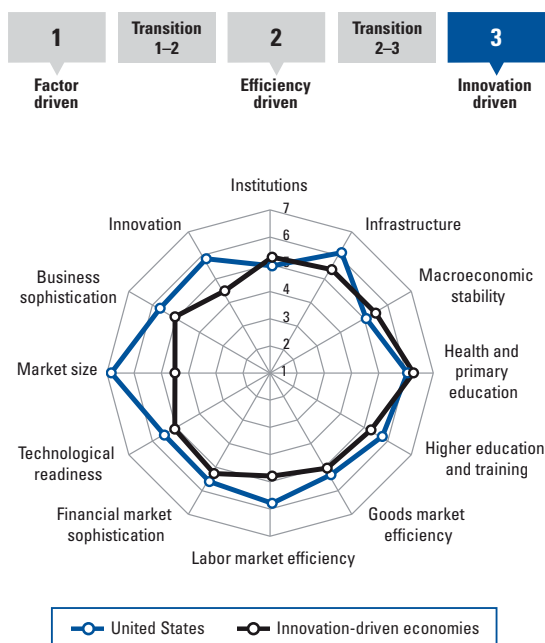 1
Transition
1–2
2
Transition
2–3
3
Factor
driven
Efficiency
driven
Innovation
driven
Institutions
7
Innovation
Infrastructure
6
5
Business
sophistication
Macroeconomic
stability
4
3
2
Market size
1
Health and
primary
education
Technological
readiness
Higher education
and training
Financial market
sophistication
Goods market
efficiency
Labor market efficiency
United States
Innovation-driven economies